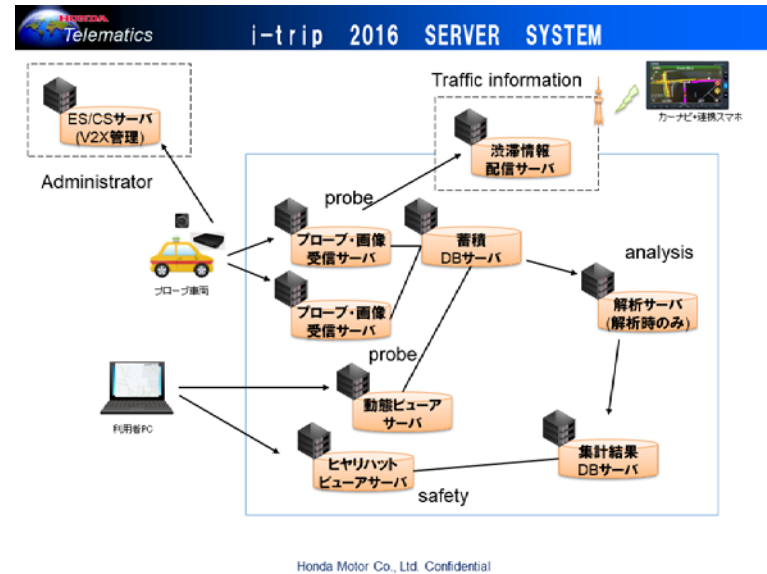 HONDA
Telematics
i-trip 2016 SERVER SYSTEM
Traffic information
ES/CSサーバ
(V2X管理)
カーナビ+連携スマホ
渋滞情報
配信サーバ
Administrator
probe
プローブ・画像
受信サーバ
蓄積
DBサーバ
analysis
プローブ車両
プローブ・画像
受信サーバ
解析サーバ
(解析時のみ)
probe
動態ビューア
サーバ
利用者PC
ヒヤリハット
ビューアサーバ
集計結果
DBサーバ
safety
Honda Motor Co., Ltd. Confidential